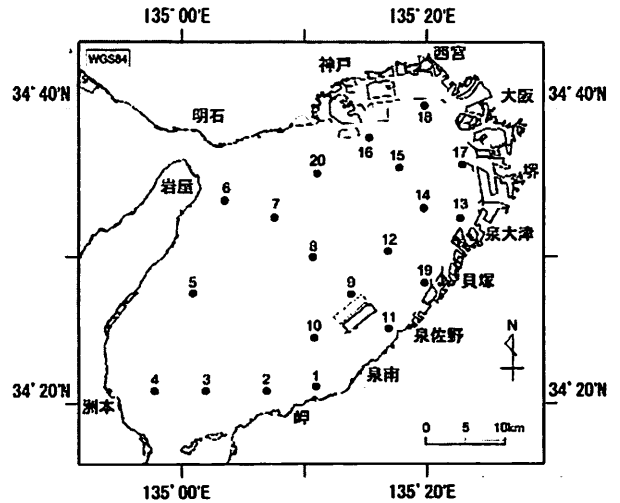 135°00'E
135°20'E
WGS84
神戸
西宮
34°40'N
34°40'N
大阪
明石
18
16
15
17
堺
20
岩屋
6
7
14
13
泉大津
8
12
19
貝塚
5
9
10
11
泉佐野
N
4
3
2
1
泉南
34°20'N
34°20'N
洲本
岬
0 5 10km
135°00'E
135°20'E